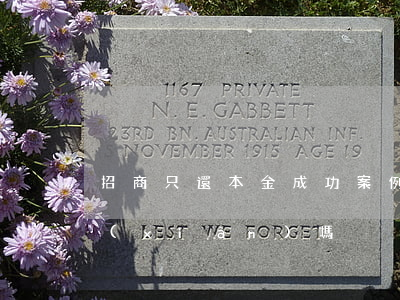 1167 PRIVATE
N. E. GABBETT
23RD BN. AUSTRALIAN INF.
NOVEMBER 1915 AGE 19
招商只還本金成功案例
LEST WE FORGET
嗎